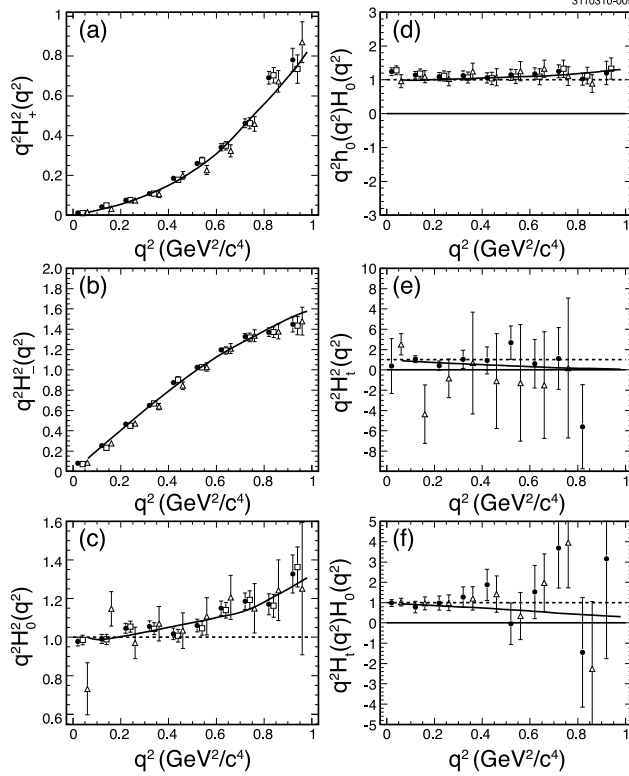 3110310-009
(a)
q²H₊²(q²)
1
0.8
0.6
0.4
0.2
0
0 0.2 0.4 0.6 0.8 1
q² (GeV²/c⁴)
(d)
q²h₀(q²)H₀(q²)
3
2
1
0
-1
-2
-3
0 0.2 0.4 0.6 0.8 1
q² (GeV²/c⁴)
(b)
q²H₋²(q²)
2.0
1.8
1.6
1.4
1.2
1.0
0.8
0.6
0.4
0.2
0.0
0 0.2 0.4 0.6 0.8 1
q² (GeV²/c⁴)
(e)
q²Hₜ²(q²)
10
8
6
4
2
0
-2
-4
-6
-8
0 0.2 0.4 0.6 0.8 1
q² (GeV²/c⁴)
(c)
q²H₀²(q²)
1.6
1.4
1.2
1.0
0.8
0.6
0 0.2 0.4 0.6 0.8 1
q² (GeV²/c⁴)
(f)
q²Hₜ(q²)H₀(q²)
5
4
3
2
1
0
-1
-2
-3
-4
-5
0 0.2 0.4 0.6 0.8 1
q² (GeV²/c⁴)